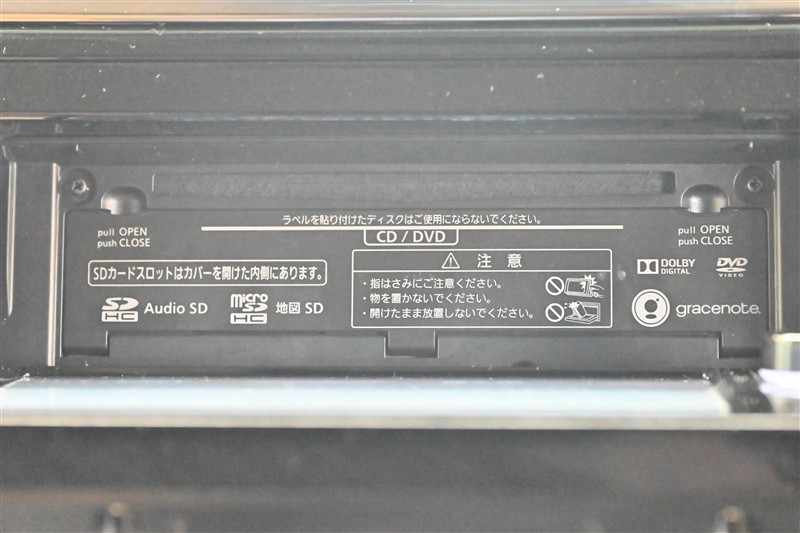 ラベルを貼り付けたディスクはご使用にならないでください。
pull OPEN
push CLOSE
CD / DVD
pull OPEN
push CLOSE
SDカードスロットはカバーを開けた内側にあります。
SD HC Audio SD
micro SD HC 地図 SD
⚠ 注 意
・指はさみにご注意ください。
・物を置かないでください。
・開けたまま放置しないでください。
DOLBY
DIGITAL
DVD
VIDEO
gracenote.